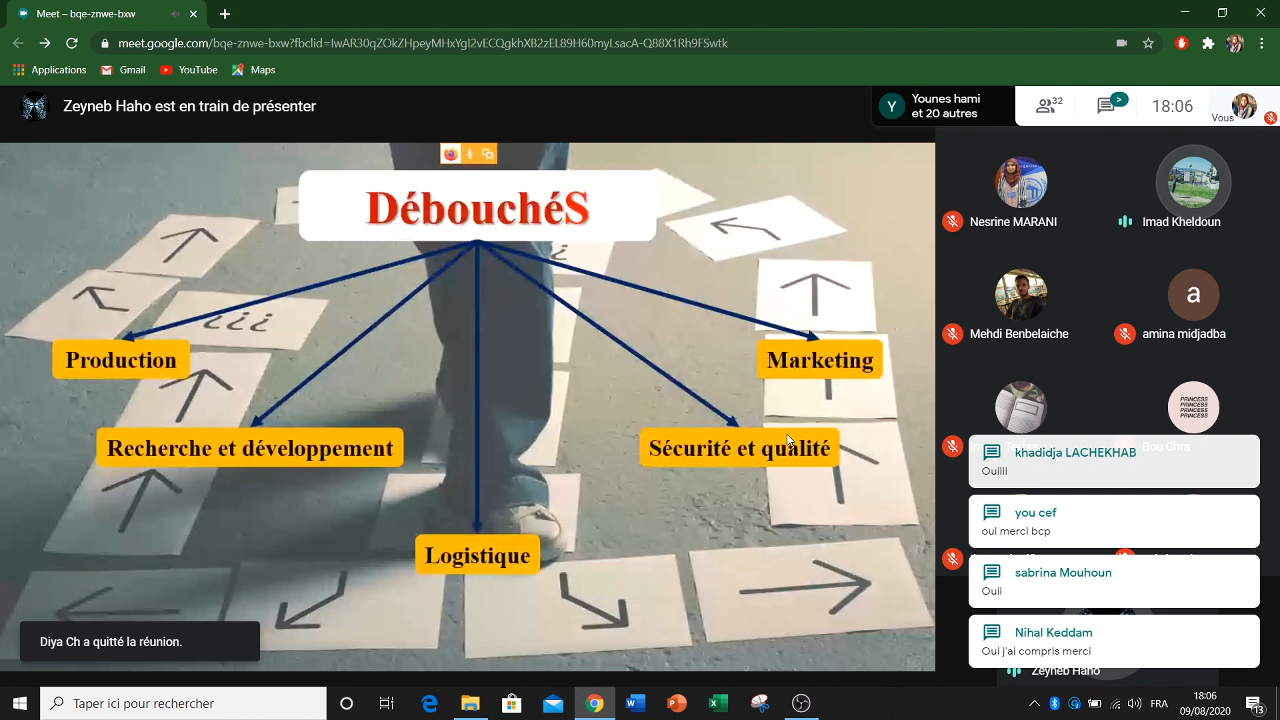 Meet – bqe-znwe-bxw
meet.google.com/bqe-znwe-bxw?fbclid=IwAR30qZOkZHpeyMHxYgI2vECQgkhXB2zEL89H60myLsacA-Q88X1Rh9FSwtk
Applications
Gmail
YouTube
Maps
Zeyneb Haho est en train de présenter
Y
Younes hami
et 20 autres
32
18:06
Vous
DébouchéS
¿¿¿
Production
Marketing
Recherche et développement
Sécurité et qualité
Logistique
Nesrine MARANI
Imad Kheldoun
Mehdi Benbelaiche
a
amina midjadba
PRINCESS
PRINCESS
PRINCESS
PRINCESS
Bou Chra
khadidja LACHEKHAB
Ouiiii
you cef
oui merci bcp
sabrina Mouhoun
Ouii
Nihal Keddam
Oui j'ai compris merci
Zeyneb Haho
Diya Ch a quitté la réunion.
Taper ici pour rechercher
FRA
18:06
09/08/2020
13